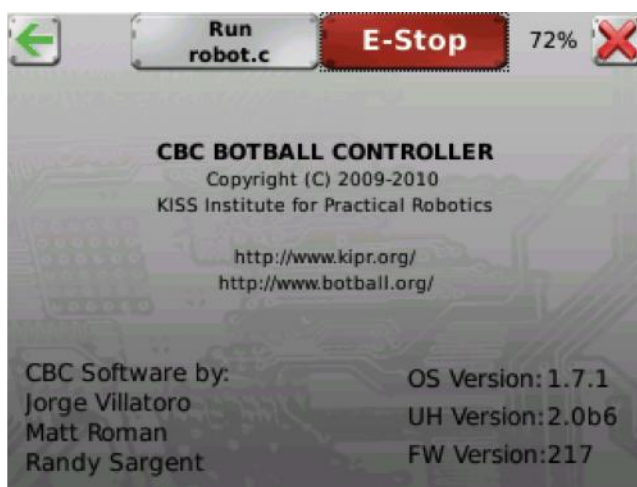 Run
robot.c
E-Stop
72%
CBC BOTBALL CONTROLLER
Copyright (C) 2009-2010
KISS Institute for Practical Robotics
http://www.kipr.org/
http://www.botball.org/
CBC Software by:
Jorge Villatoro
Matt Roman
Randy Sargent
OS Version:1.7.1
UH Version:2.0b6
FW Version:217